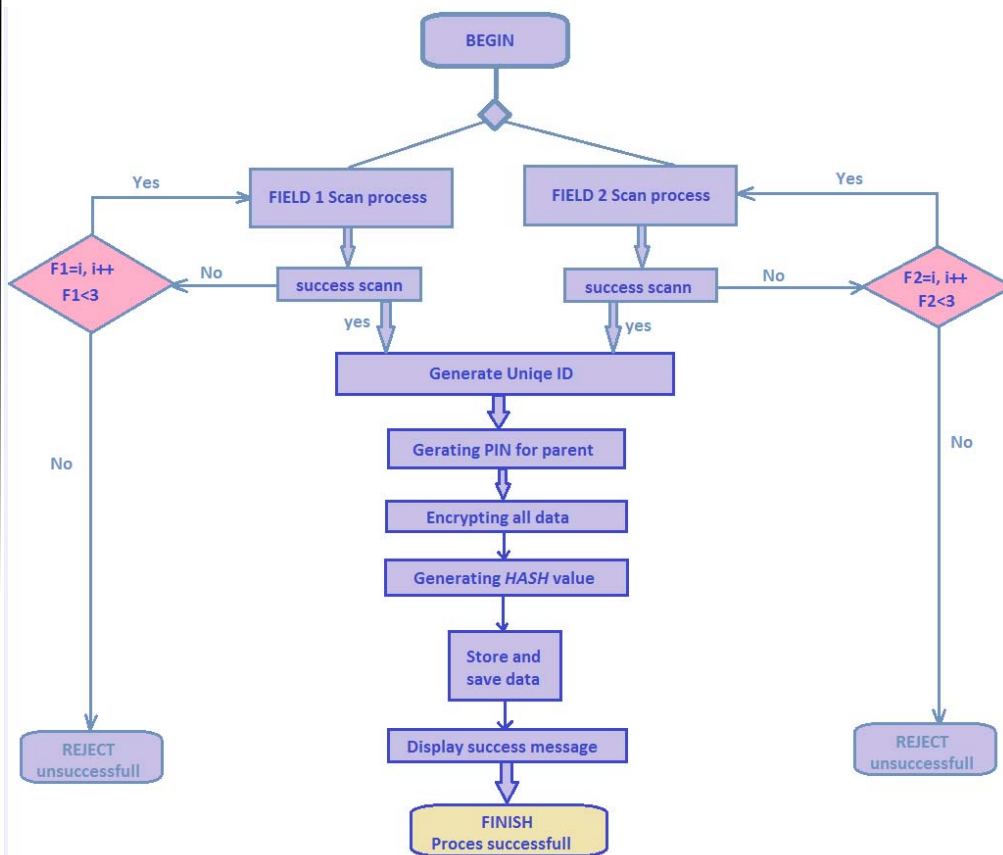 BEGIN
Yes
FIELD 1 Scan process
FIELD 2 Scan process
Yes
F1=i, i++
F1<3
No
success scann
success scann
No
F2=i, i++
F2<3
yes
yes
Generate Uniqe ID
Gerating PIN for parent
No
No
Encrypting all data
Generating HASH value
Store and
save data
Display success message
REJECT
unsuccessfull
REJECT
unsuccessfull
FINISH
Proces successfull